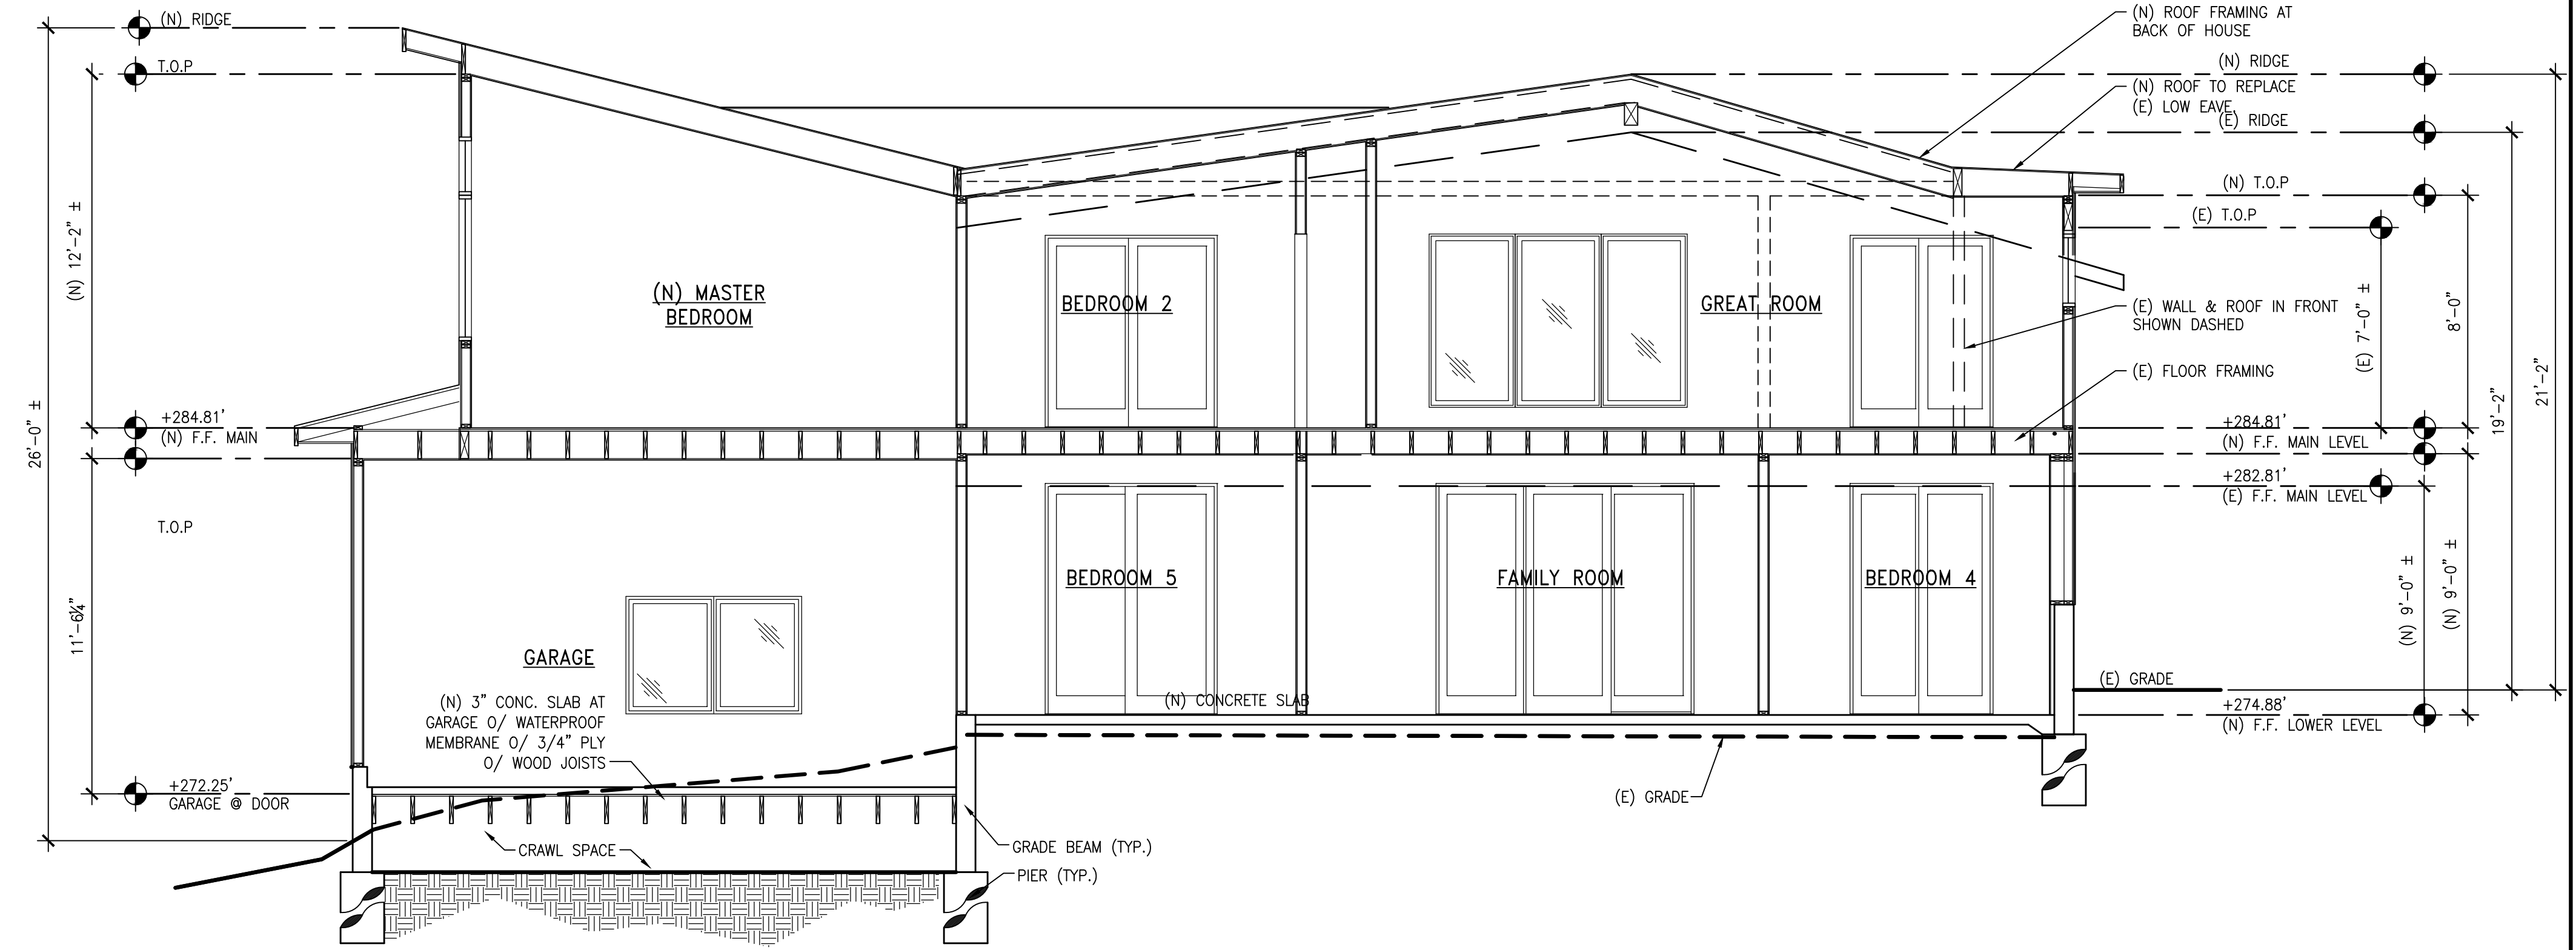 (N) RIDGE
T.O.P
(N) 12'-2" ±
26'-0" ±
+284.81'
(N) F.F. MAIN
T.O.P
11'-6¼"
+272.25'
GARAGE @ DOOR
(N) MASTER
BEDROOM
BEDROOM 2
GREAT ROOM
GARAGE
BEDROOM 5
FAMILY ROOM
BEDROOM 4
(N) 3" CONC. SLAB AT
GARAGE O/ WATERPROOF
MEMBRANE O/ 3/4" PLY
O/ WOOD JOISTS
(N) CONCRETE SLAB
CRAWL SPACE
GRADE BEAM (TYP.)
PIER (TYP.)
(E) GRADE
(N) ROOF FRAMING AT
BACK OF HOUSE
(N) RIDGE
(N) ROOF TO REPLACE
(E) LOW EAVE
(E) RIDGE
(N) T.O.P
(E) T.O.P
(E) WALL & ROOF IN FRONT
SHOWN DASHED
(E) FLOOR FRAMING
+284.81'
(N) F.F. MAIN LEVEL
+282.81'
(E) F.F. MAIN LEVEL
(E) GRADE
+274.88'
(N) F.F. LOWER LEVEL
(E) 7'-0" ±
8'-0"
19'-2"
21'-2"
(N) 9'-0" ±
(N) 9'-0" ±